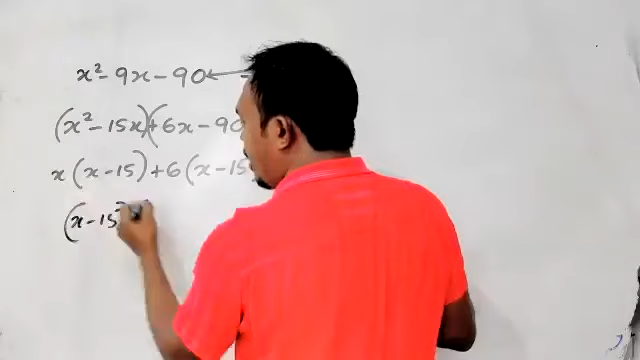 x² - 9x - 90
(x² - 15x)(+6x - 90
x(x - 15) + 6(x - 15
(x - 15